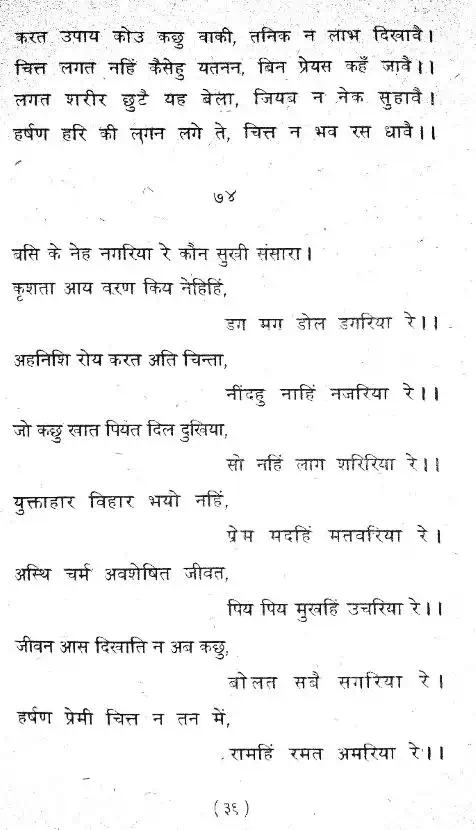 करत उपाय कोउ कछु वाकी, तनिक न लाभ दिखावै।
चित्त लगत नहिं कैसेहु यतनन, बिन प्रेयस कहँ जावै।।
लगत शरीर छुटै यह बेला, जियब न नेक सुहावै।
हर्षण हरि की लगन लगे ते, चित्त न भव रस धावै।।
७४
बसि के नेह नगरिया रे कौन सुखी संसारा।
कृशता आय वरण किय नेहिहिं,
डग मग डोल डगरिया रे।।
अहनिशि रोय करत अति चिन्ता,
नींदहु नाहिं नजरिया रे।।
जो कछु खात पियंत दिल दुखिया,
सो नहिं लाग शरिरिया रे।।
युक्ताहार विहार भयो नहिं,
प्रेम मदहिं मतवरिया रे।
अस्थि चर्म अवशेषित जीवत,
पिय पिय मुखहिं उचरिया रे।।
जीवन आस दिखाति न अब कछु,
बोलत सबै सगरिया रे।
हर्षण प्रेमी चित्त न तन में,
रामहिं रमत अमरिया रे।।
(३६)